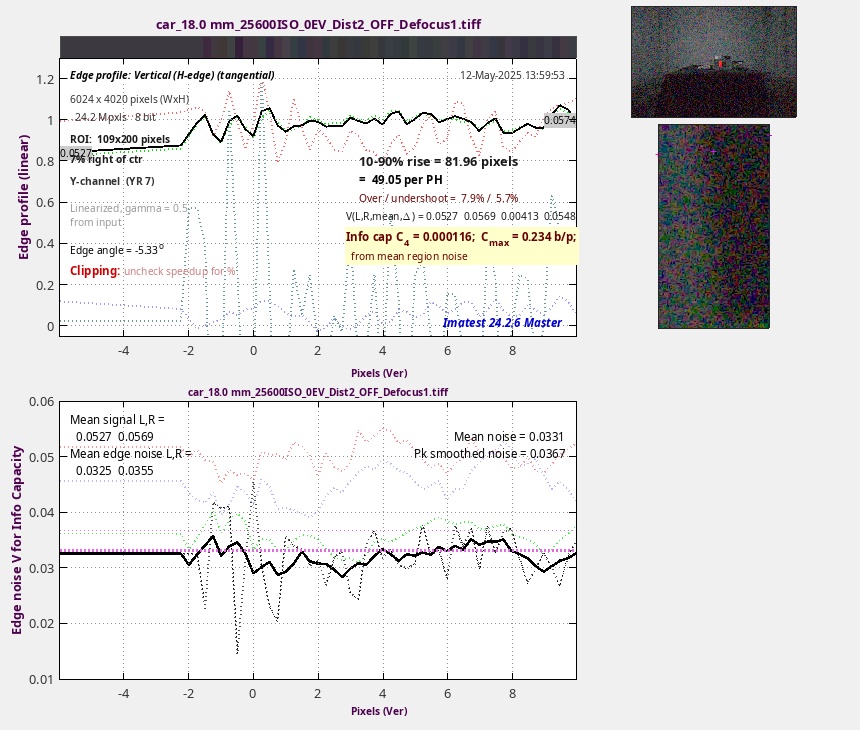 car_18.0 mm_25600ISO_0EV_Dist2_OFF_Defocus1.tiff
Edge profile: Vertical (H-edge) (tangential)
12-May-2025 13:59:53
6024 x 4020 pixels (WxH)
24.2 Mpxls 8 bit
ROI: 109x200 pixels
7% right of ctr
Y-channel (YR 7)
Linearized, gamma = 0.5
from input
Edge angle = -5.33⁰
Clipping: uncheck speedup for %
0.0527
0.0574
10-90% rise = 81.96 pixels
= 49.05 per PH
Over / undershoot = 7.9% / 5.7%
V(L,R,mean,Δ) = 0.0527 0.0569 0.00413 0.0548
Info cap C4 = 0.000116; Cmax = 0.234 b/p;
from mean region noise
Imatest 24.2.6 Master
Edge profile (linear)
1.2
1
0.8
0.6
0.4
0.2
0
-4 -2 0 2 4 6 8
Pixels (Ver)
car_18.0 mm_25600ISO_0EV_Dist2_OFF_Defocus1.tiff
Mean signal L,R =
0.0527 0.0569
Mean edge noise L,R =
0.0325 0.0355
Mean noise = 0.0331
Pk smoothed noise = 0.0367
Edge noise V for Info Capacity
0.06
0.05
0.04
0.03
0.02
0.01
-4 -2 0 2 4 6 8
Pixels (Ver)